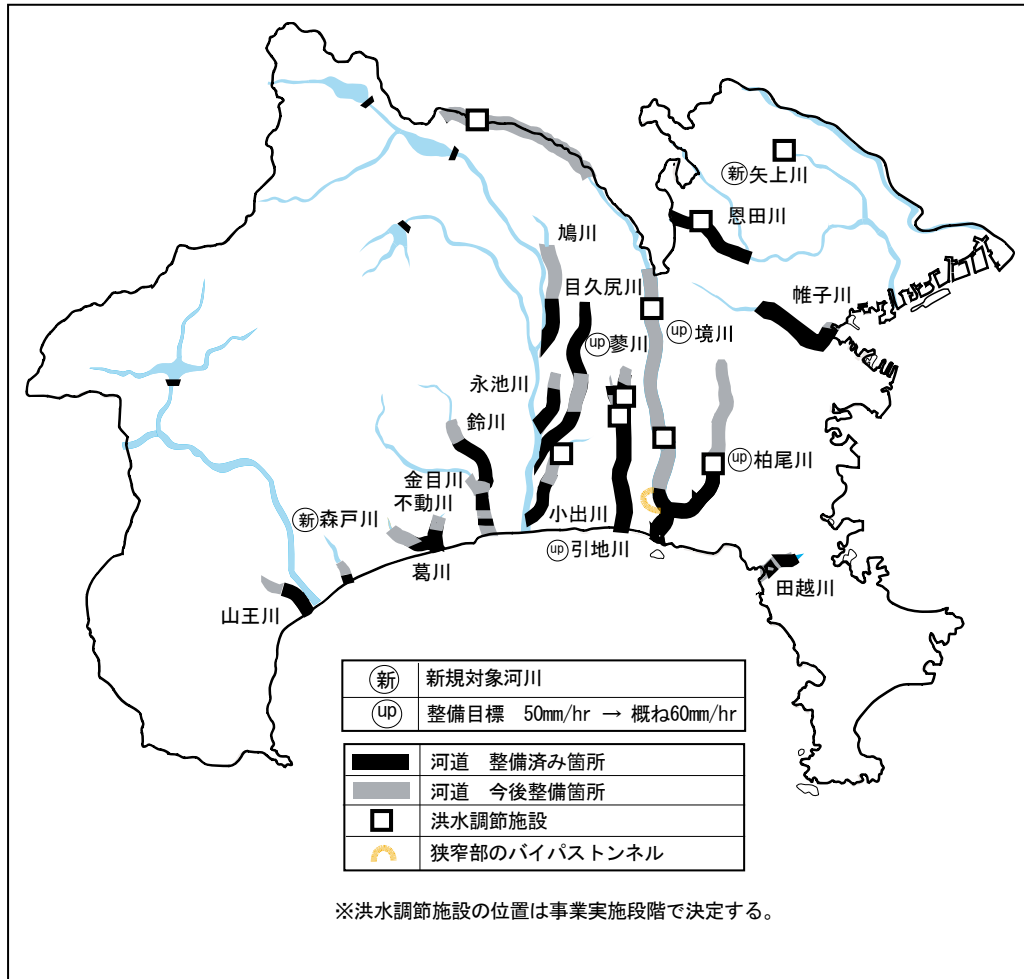 新矢上川
恩田川
鳩川
目久尻川
帷子川
up蓼川
up境川
永池川
鈴川
up柏尾川
金目川
不動川
小出川
新森戸川
up引地川
葛川
田越川
山王川
新 新規対象河川
up 整備目標　50mm/hr → 概ね60mm/hr
河道　整備済み箇所
河道　今後整備箇所
洪水調節施設
狭窄部のバイパストンネル
※洪水調節施設の位置は事業実施段階で決定する。